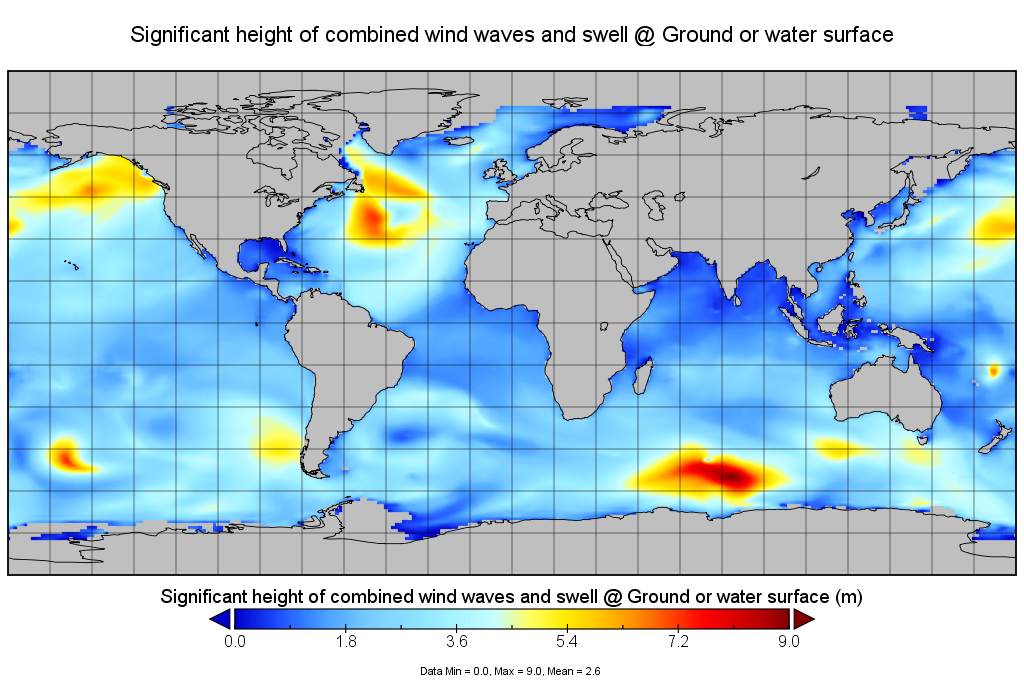 Significant height of combined wind waves and swell @ Ground or water surface
Significant height of combined wind waves and swell @ Ground or water surface (m)
0.0 1.8 3.6 5.4 7.2 9.0
Data Min = 0.0, Max = 9.0, Mean = 2.6